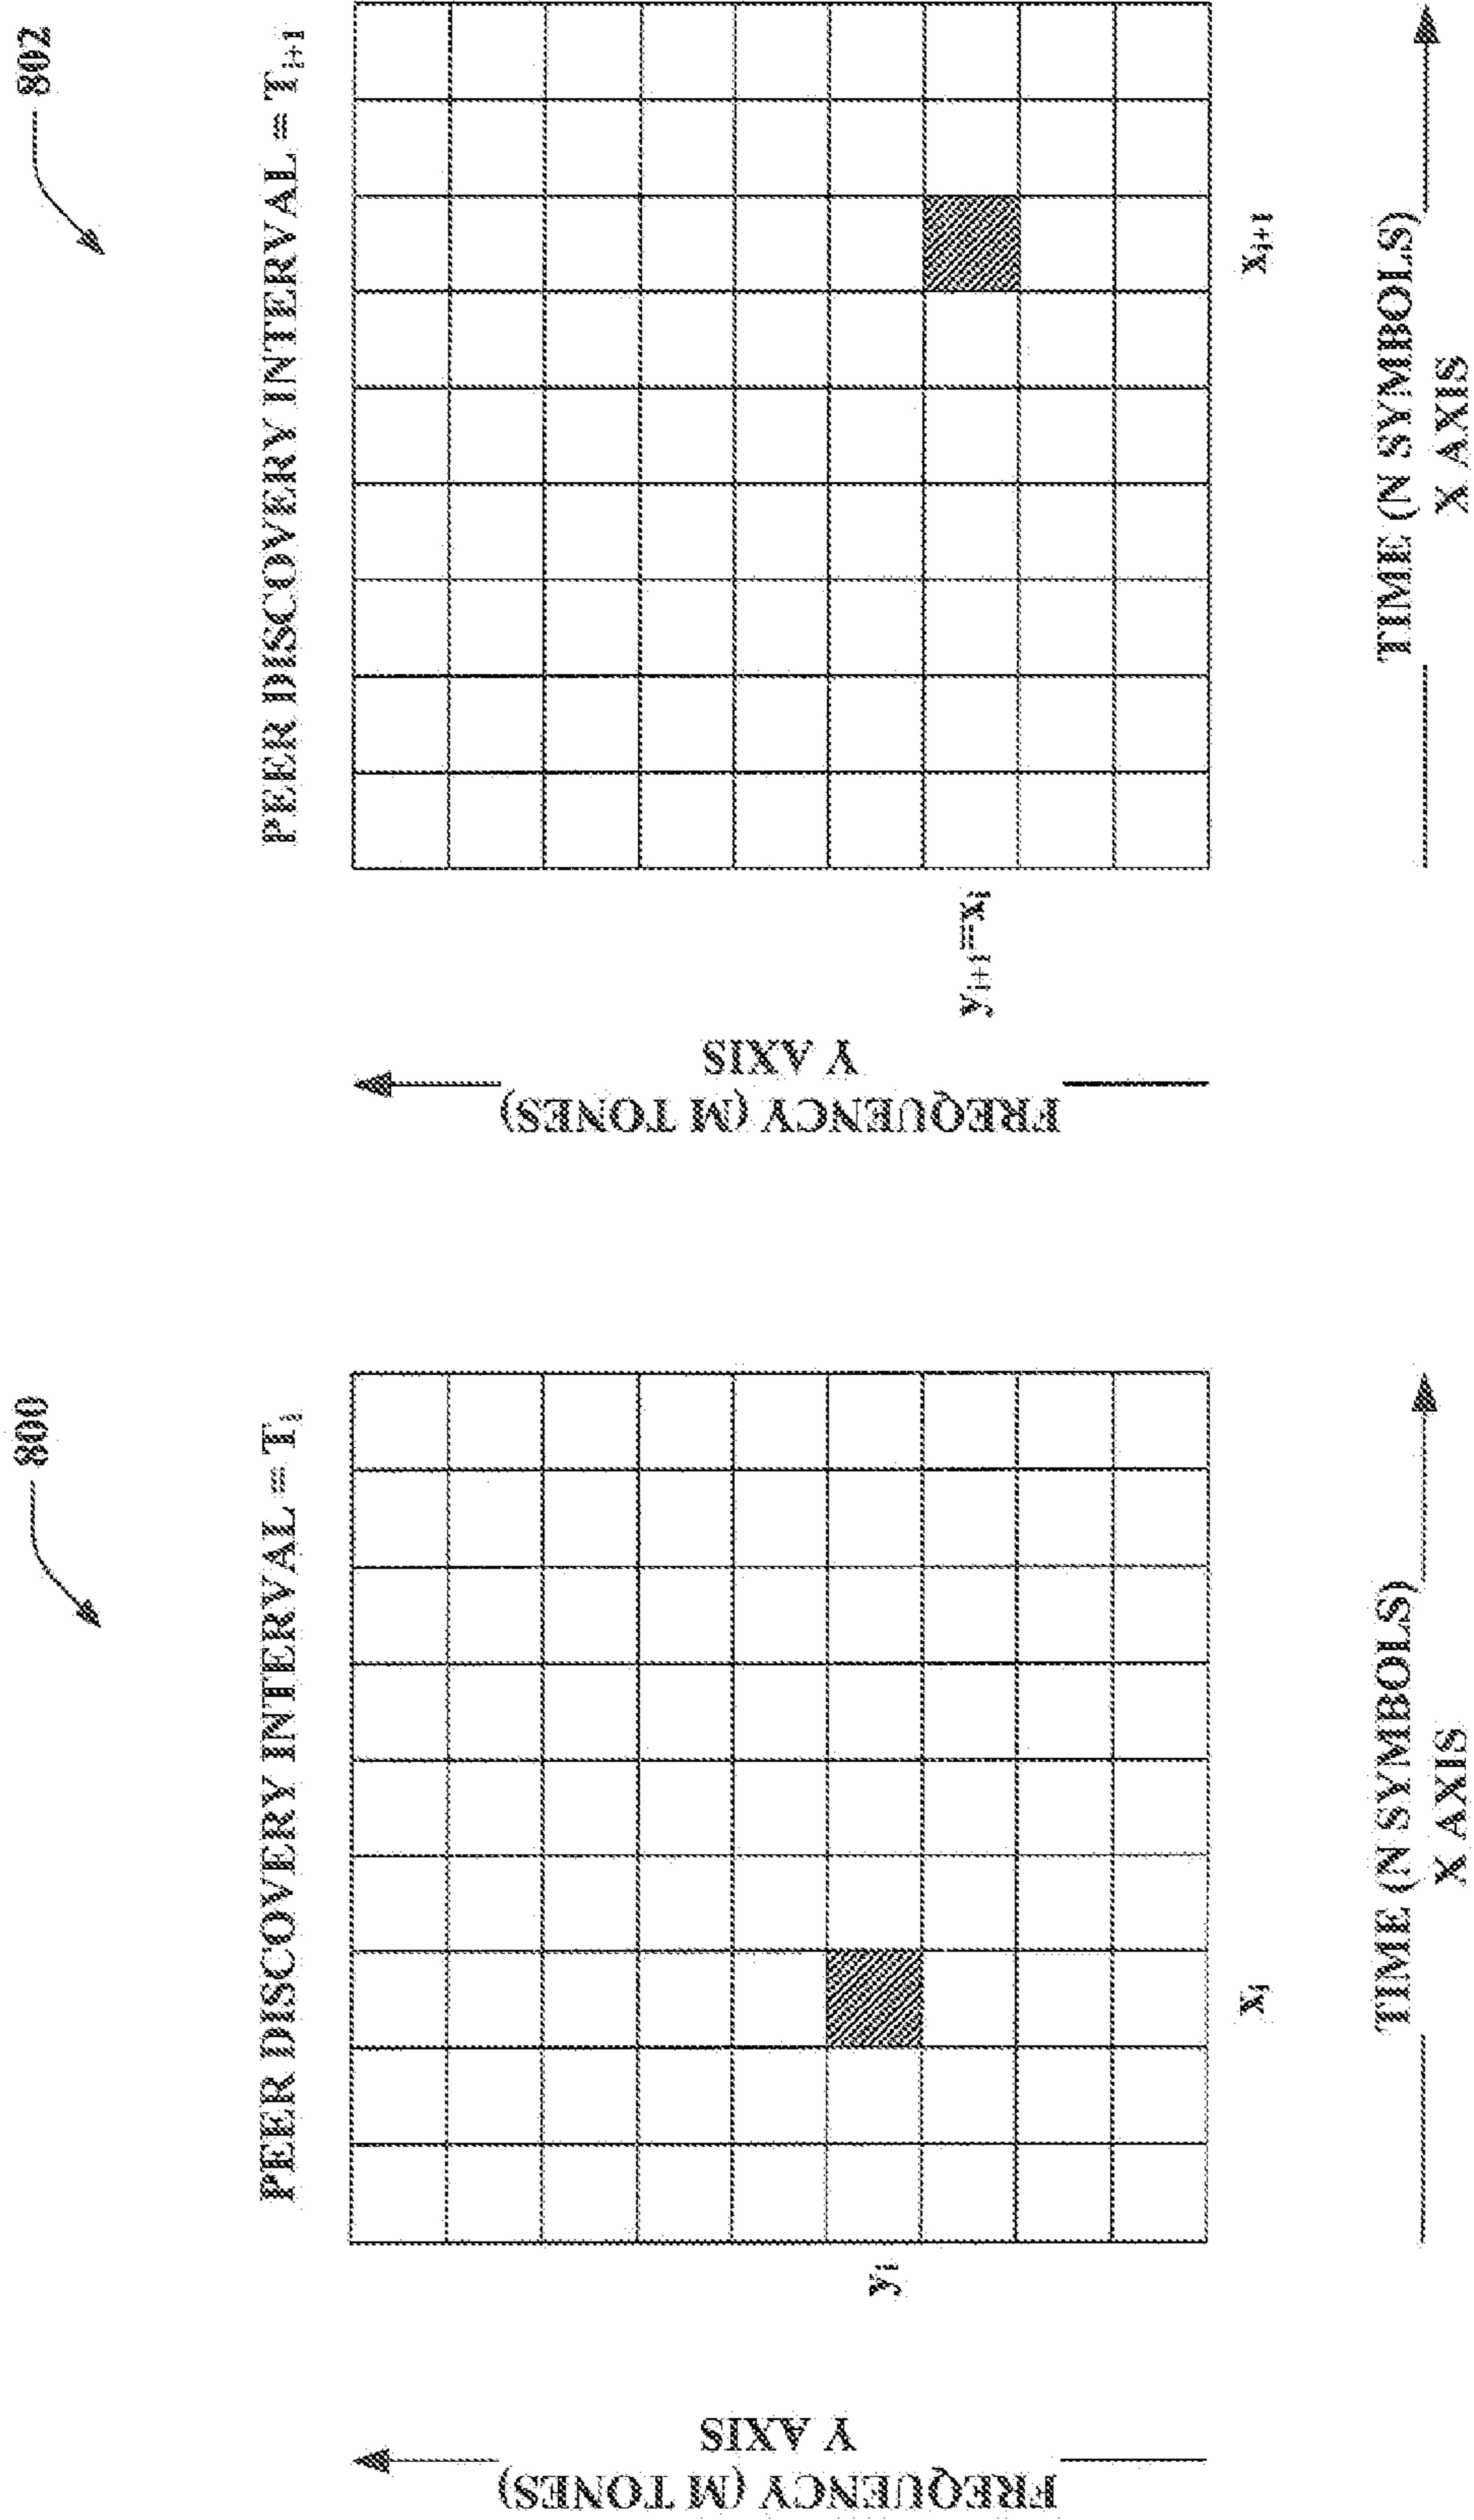 800
PEER DISCOVERY INTERVAL = Ti
FREQUENCY (M TONES)
Y AXIS
yi
xi
TIME (N SYMBOLS)
X AXIS
802
PEER DISCOVERY INTERVAL = Ti+1
FREQUENCY (M TONES)
Y AXIS
yi+1=xi
xi+1
TIME (N SYMBOLS)
X AXIS